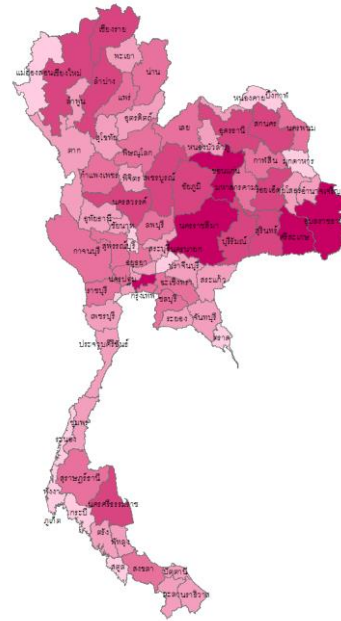 เชียงราย
แม่ฮ่องสอน
เชียงใหม่
พะเยา
น่าน
ลำปาง
ลำพูน
แพร่
อุตรดิตถ์
สุโขทัย
ตาก
พิษณุโลก
กำแพงเพชร
พิจิตร
เพชรบูรณ์
นครสวรรค์
อุทัยธานี
ชัยนาท
ลพบุรี
กาญจนบุรี
สุพรรณบุรี
อยุธยา
สระบุรี
นครนายก
ปราจีนบุรี
นครปฐม
กรุงเทพ
ฉะเชิงเทรา
สระแก้ว
ราชบุรี
ชลบุรี
ระยอง
จันทบุรี
ตราด
เพชรบุรี
ประจวบคีรีขันธ์
เลย
หนองคาย
บึงกาฬ
อุดรธานี
สกลนคร
นครพนม
หนองบัวลำภู
ขอนแก่น
กาฬสินธุ์
มุกดาหาร
ชัยภูมิ
มหาสารคาม
ร้อยเอ็ด
ยโสธร
อำนาจเจริญ
นครราชสีมา
บุรีรัมย์
สุรินทร์
ศรีสะเกษ
อุบลราชธานี
ชุมพร
ระนอง
สุราษฎร์ธานี
พังงา
ภูเก็ต
กระบี่
นครศรีธรรมราช
ตรัง
พัทลุง
สตูล
สงขลา
ปัตตานี
ยะลา
นราธิวาส